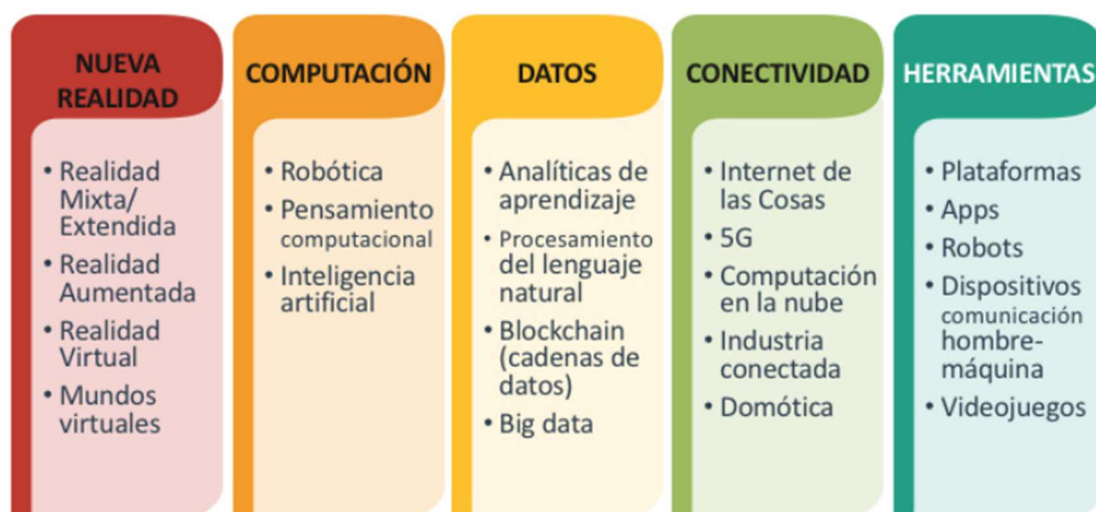 NUEVA
REALIDAD
• Realidad
Mixta/
Extendida
• Realidad
Aumentada
• Realidad
Virtual
• Mundos
virtuales
COMPUTACIÓN
• Robótica
• Pensamiento
computacional
• Inteligencia
artificial
DATOS
• Analíticas de
aprendizaje
• Procesamiento
del lenguaje
natural
• Blockchain
(cadenas de
datos)
• Big data
CONECTIVIDAD
• Internet de
las Cosas
• 5G
• Computación
en la nube
• Industria
conectada
• Domótica
HERRAMIENTAS
• Plataformas
• Apps
• Robots
• Dispositivos
comunicación
hombre-
máquina
• Videojuegos